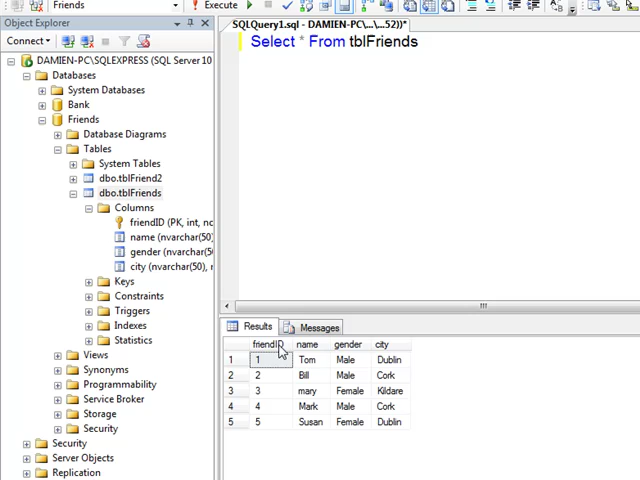 Friends
Execute
Object Explorer
Connect
DAMIEN-PC\SQLEXPRESS (SQL Server 10
Databases
System Databases
Bank
Friends
Database Diagrams
Tables
System Tables
dbo.tblFriend2
dbo.tblFriends
Columns
friendID (PK, int, nc
name (nvarchar(50)
gender (nvarchar(50
city (nvarchar(50), r
Keys
Constraints
Triggers
Indexes
Statistics
Views
Synonyms
Programmability
Service Broker
Storage
Security
Security
Server Objects
Replication
SQLQuery1.sql - DAMIEN-PC\...\...52))*
Select * From tblFriends
Results Messages
friendID name gender city
1 1 Tom Male Dublin
2 2 Bill Male Cork
3 3 mary Female Kildare
4 4 Mark Male Cork
5 5 Susan Female Dublin